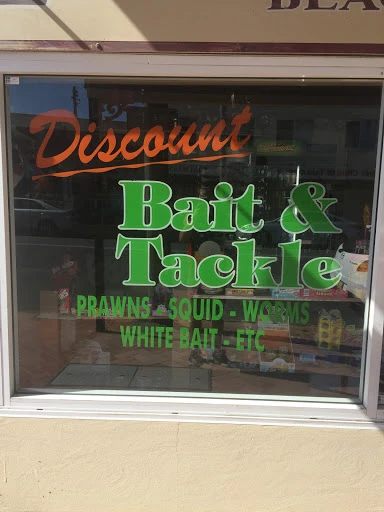 Discount
Bait &
Tackle
PRAWNS - SQUID - WORMS
WHITE BAIT - ETC